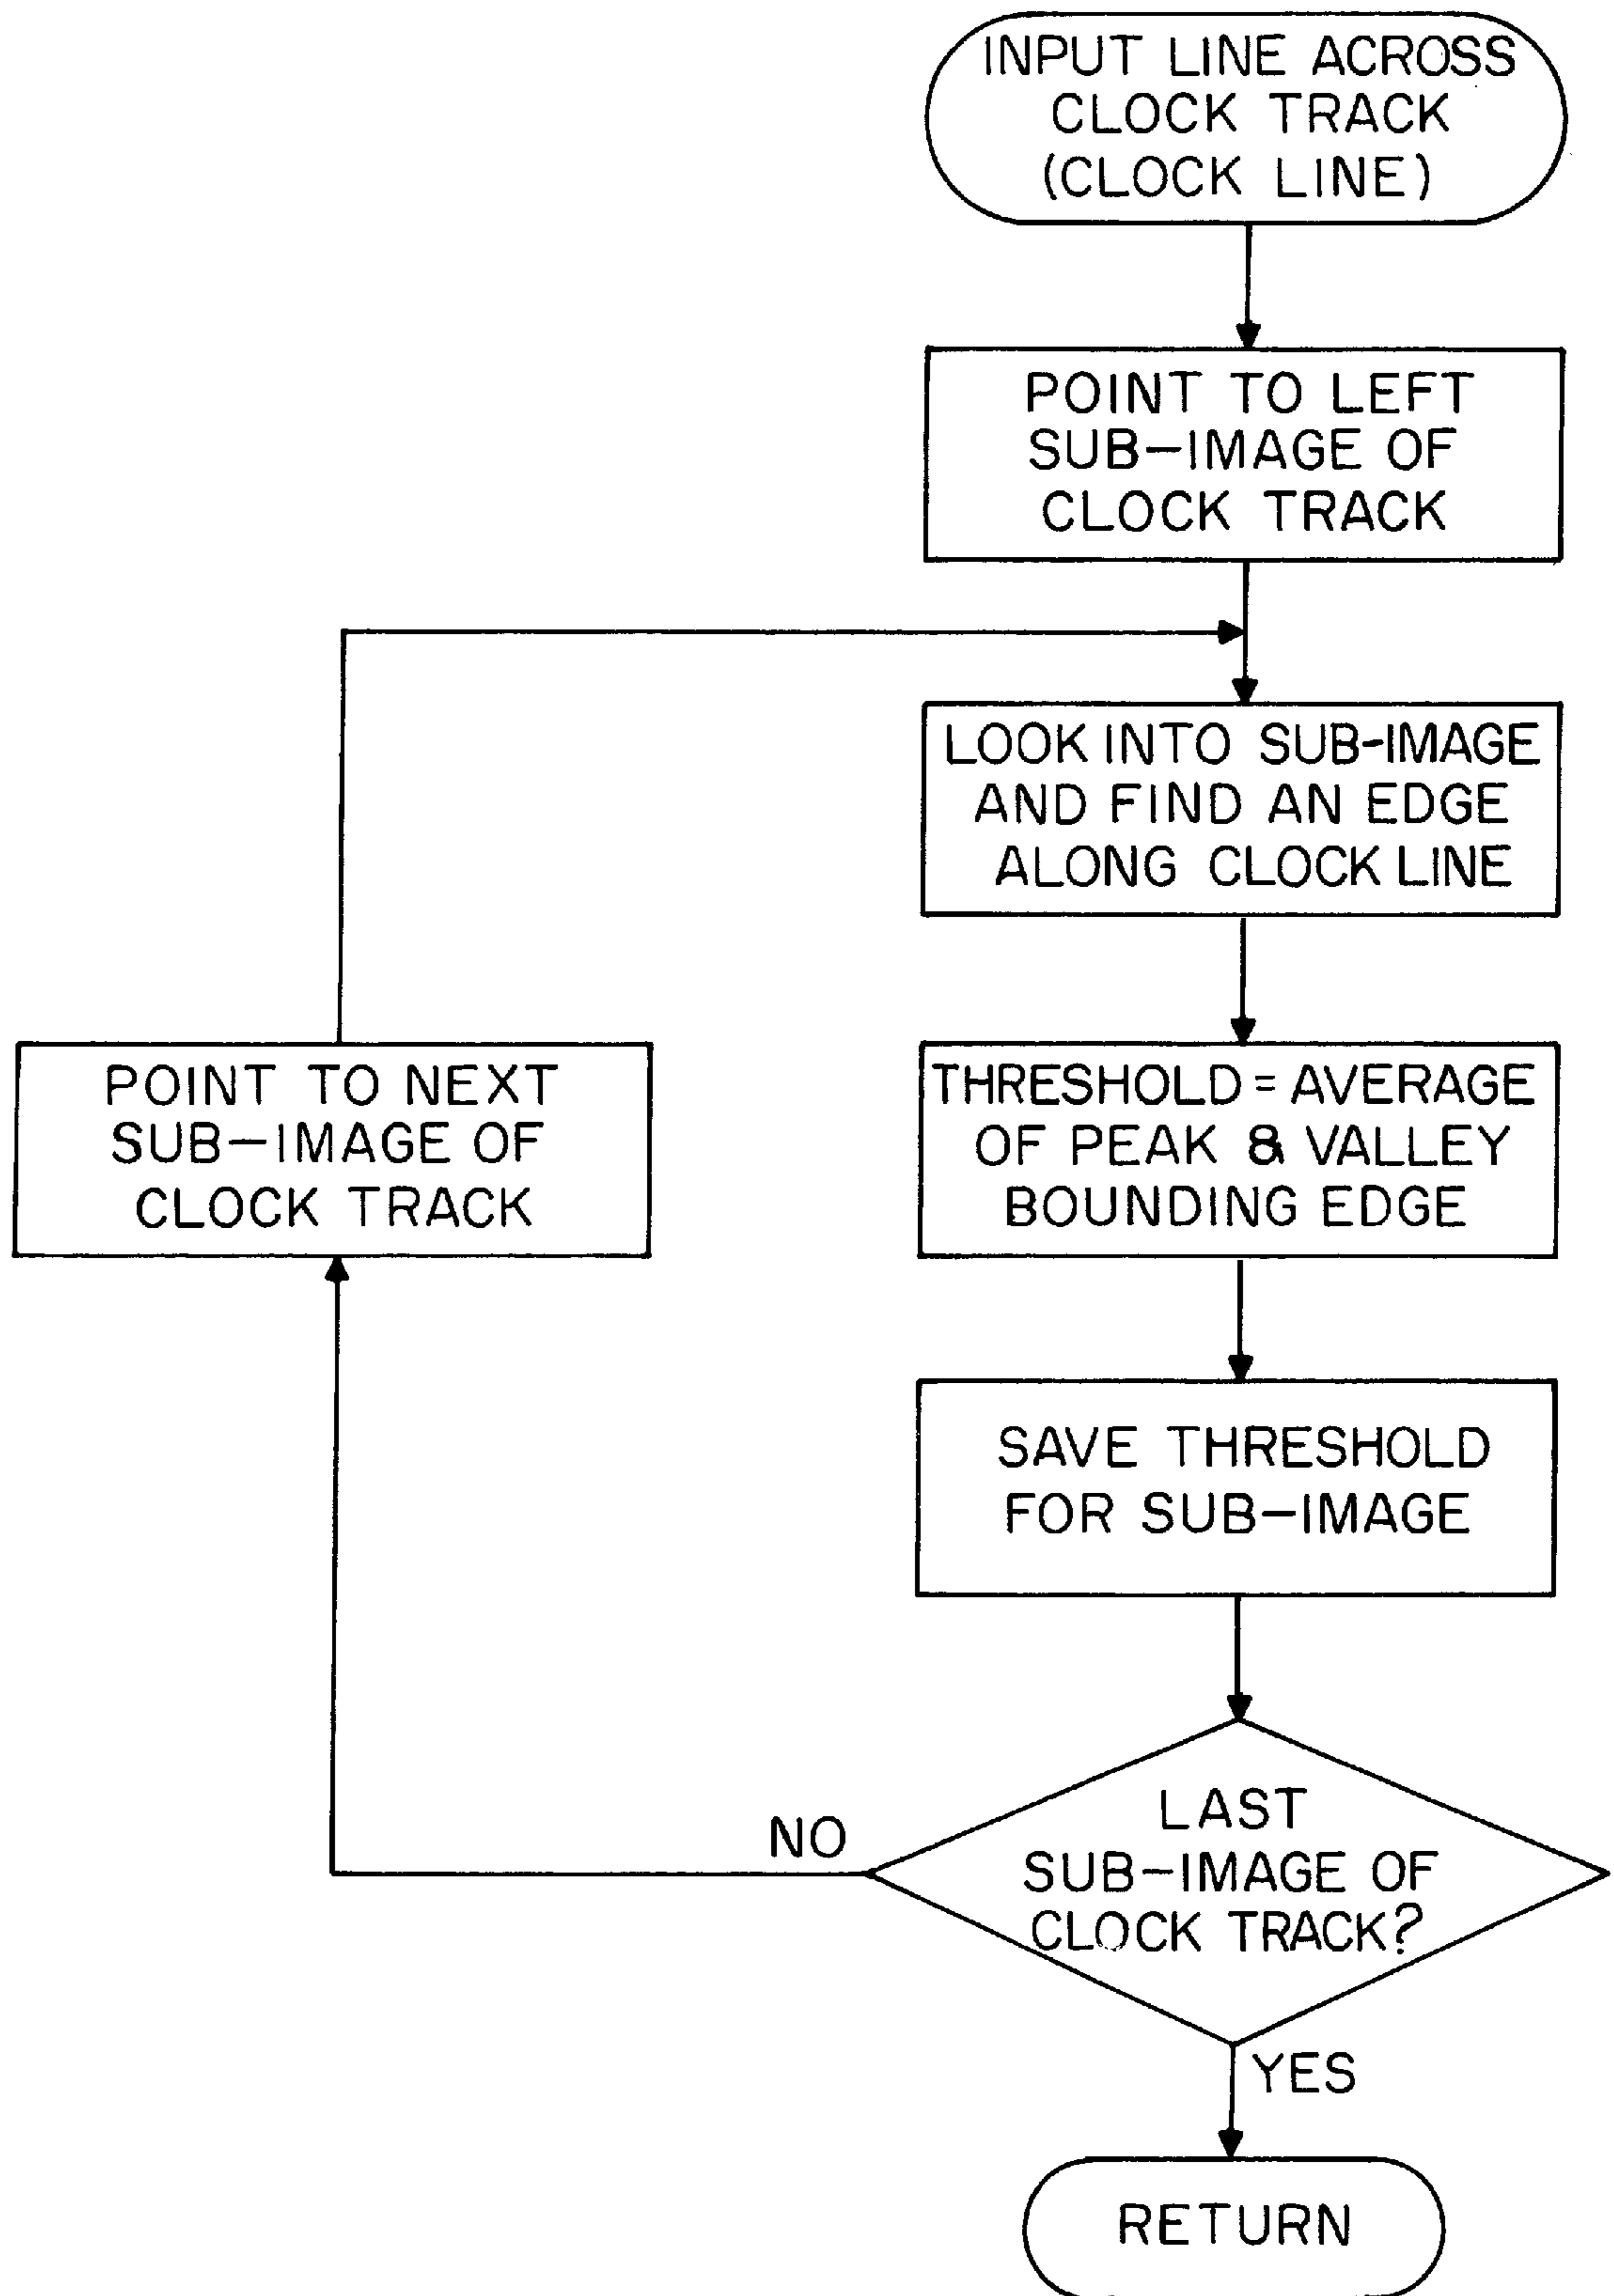 INPUT LINE ACROSS
CLOCK TRACK
(CLOCK LINE)
POINT TO LEFT
SUB-IMAGE OF
CLOCK TRACK
LOOK INTO SUB-IMAGE
AND FIND AN EDGE
ALONG CLOCK LINE
POINT TO NEXT
SUB-IMAGE OF
CLOCK TRACK
THRESHOLD = AVERAGE
OF PEAK & VALLEY
BOUNDING EDGE
SAVE THRESHOLD
FOR SUB-IMAGE
LAST
SUB-IMAGE OF
CLOCK TRACK?
NO
YES
RETURN